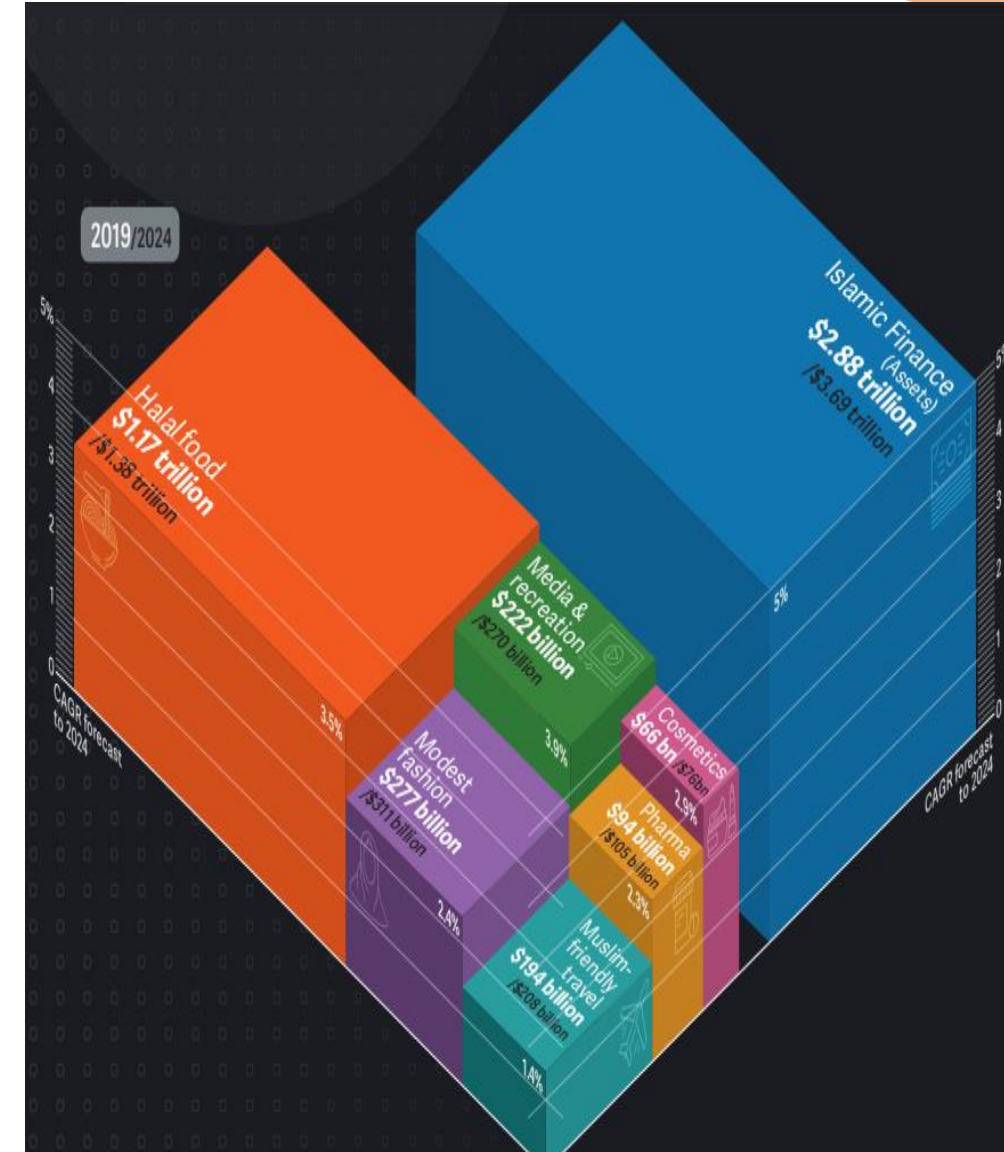 2019/2024
Islamic Finance
(Assets)
$2.88 trillion
/$3.69 trillion
5%
Halal food
$1.17 trillion
/$1.38 trillion
3.5%
Media &
recreation
$222 billion
/$270 billion
3.9%
Cosmetics
$66 bn /$76bn
2.9%
Modest
fashion
$277 billion
/$311 billion
2.4%
Pharma
$94 billion
/$105 billion
2.3%
Muslim-
friendly
travel
$194 billion
/$208 billion
1.4%
5%
4
3
2
1
0
CAGR forecast
to 2024
5%
4
3
2
1
0
CAGR forecast
to 2024